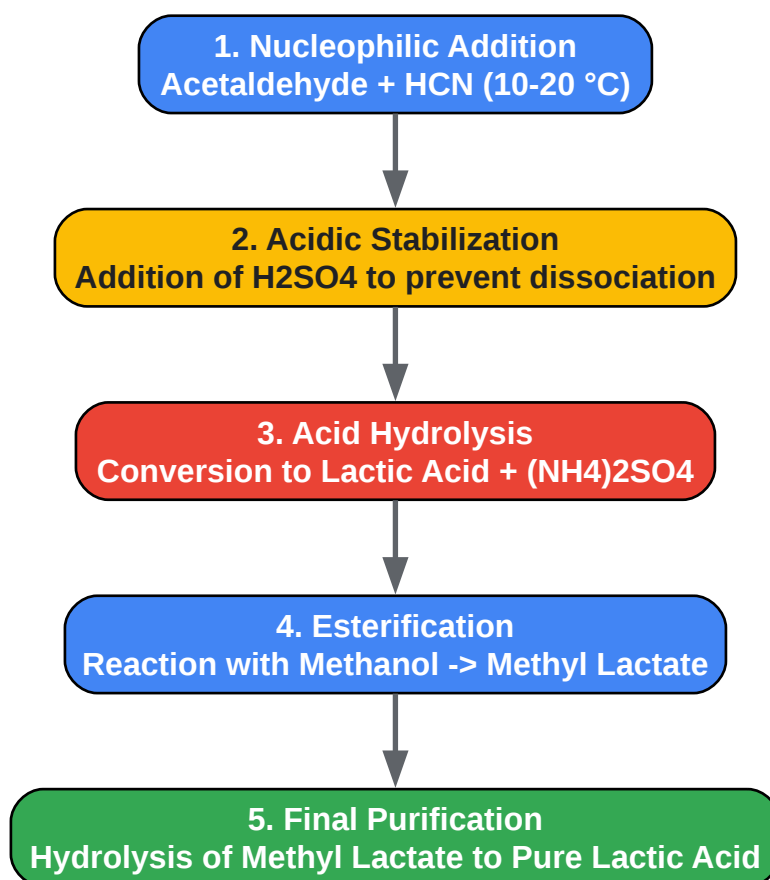 1. Nucleophilic Addition
Acetaldehyde + HCN (10-20 °C)
2. Acidic Stabilization
Addition of H2SO4 to prevent dissociation
3. Acid Hydrolysis
Conversion to Lactic Acid + (NH4)2SO4
4. Esterification
Reaction with Methanol -> Methyl Lactate
5. Final Purification
Hydrolysis of Methyl Lactate to Pure Lactic Acid